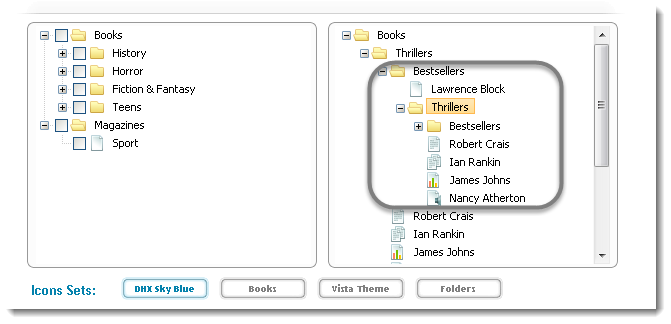 Books
History
Horror
Fiction & Fantasy
Teens
Magazines
Sport
Books
Thrillers
Bestsellers
Lawrence Block
Thrillers
Bestsellers
Robert Crais
Ian Rankin
James Johns
Nancy Atherton
Robert Crais
Ian Rankin
James Johns
Icons Sets: DHX Sky Blue Books Vista Theme Folders